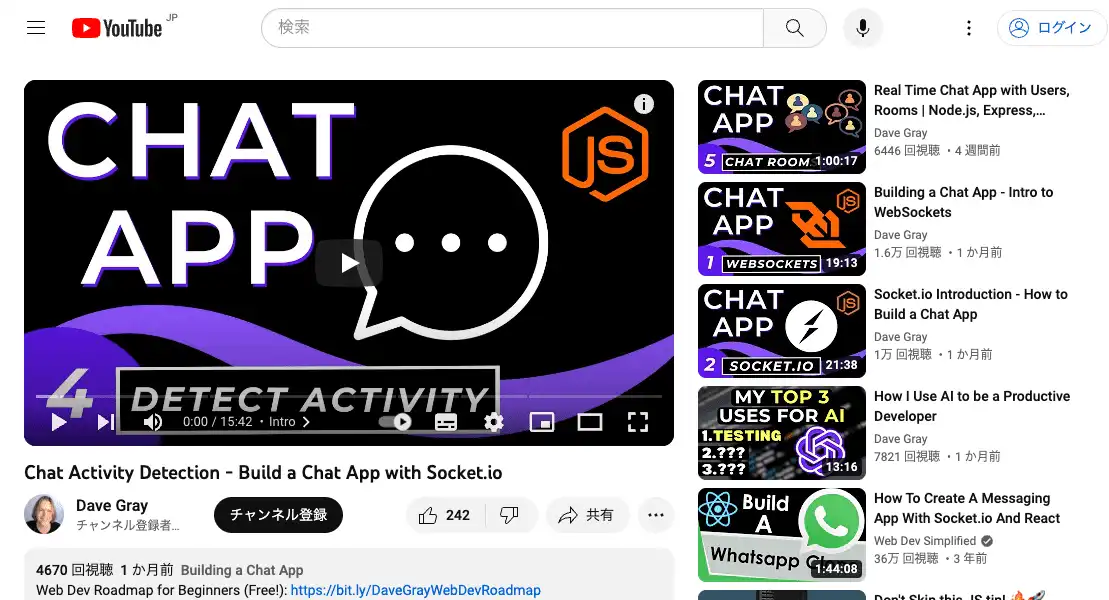 YouTube JP
検索
ログイン
CHAT
APP
JS
i
4
DETECT ACTIVITY
0:00 / 15:42 • Intro
Chat Activity Detection - Build a Chat App with Socket.io
Dave Gray
チャンネル登録者...
チャンネル登録
242
共有
4670 回視聴 1 か月前 Building a Chat App
Web Dev Roadmap for Beginners (Free!): https://bit.ly/DaveGrayWebDevRoadmap
CHAT
APP
5 CHAT ROOM
1:00:17
Real Time Chat App with Users,
Rooms | Node.js, Express,...
Dave Gray
6446 回視聴 ・4 週間前
CHAT
APP
JS
1 WEBSOCKETS
19:13
Building a Chat App - Intro to
WebSockets
Dave Gray
1.6万 回視聴 ・1 か月前
CHAT
APP
JS
2 SOCKET.IO
21:38
Socket.io Introduction - How to
Build a Chat App
Dave Gray
1万 回視聴 ・1 か月前
MY TOP 3
USES FOR AI
1.TESTING
2.???
3.???
13:16
How I Use AI to be a Productive
Developer
Dave Gray
7821 回視聴 ・1 か月前
Build
A
Whatsapp
1:44:08
How To Create A Messaging
App With Socket.io And React
Web Dev Simplified
36万 回視聴 ・3 年前
Don't Skip this JS tip! 🔥🚀